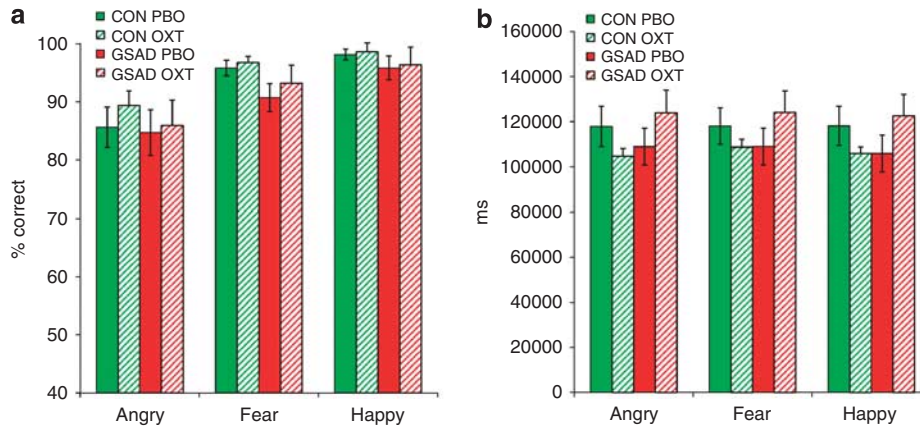 a
CON PBO
CON OXT
GSAD PBO
GSAD OXT
100
90
80
70
60
50
40
% correct
Angry Fear Happy
b
CON PBO
CON OXT
GSAD PBO
GSAD OXT
160000
140000
120000
100000
80000
60000
40000
20000
0
ms
Angry Fear Happy